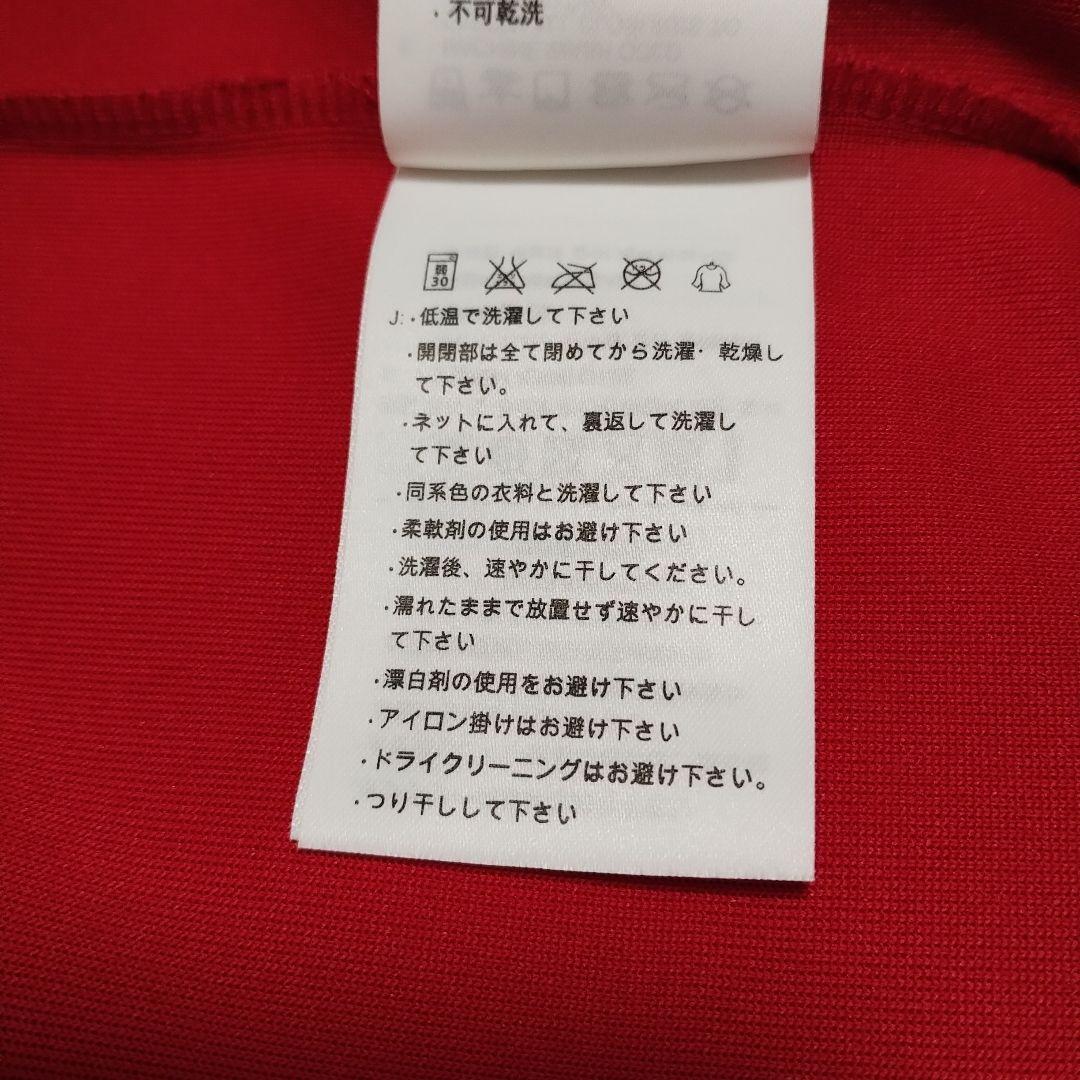 ・不可乾洗
弱
30
J:・低温で洗濯して下さい
・開閉部は全て閉めてから洗濯・乾燥し
て下さい。
・ネットに入れて、裏返して洗濯し
て下さい
・同系色の衣料と洗濯して下さい
・柔軟剤の使用はお避け下さい
・洗濯後、速やかに干してください。
・濡れたままで放置せず速やかに干し
て下さい
・漂白剤の使用をお避け下さい
・アイロン掛けはお避け下さい
・ドライクリーニングはお避け下さい。
・つり干しして下さい